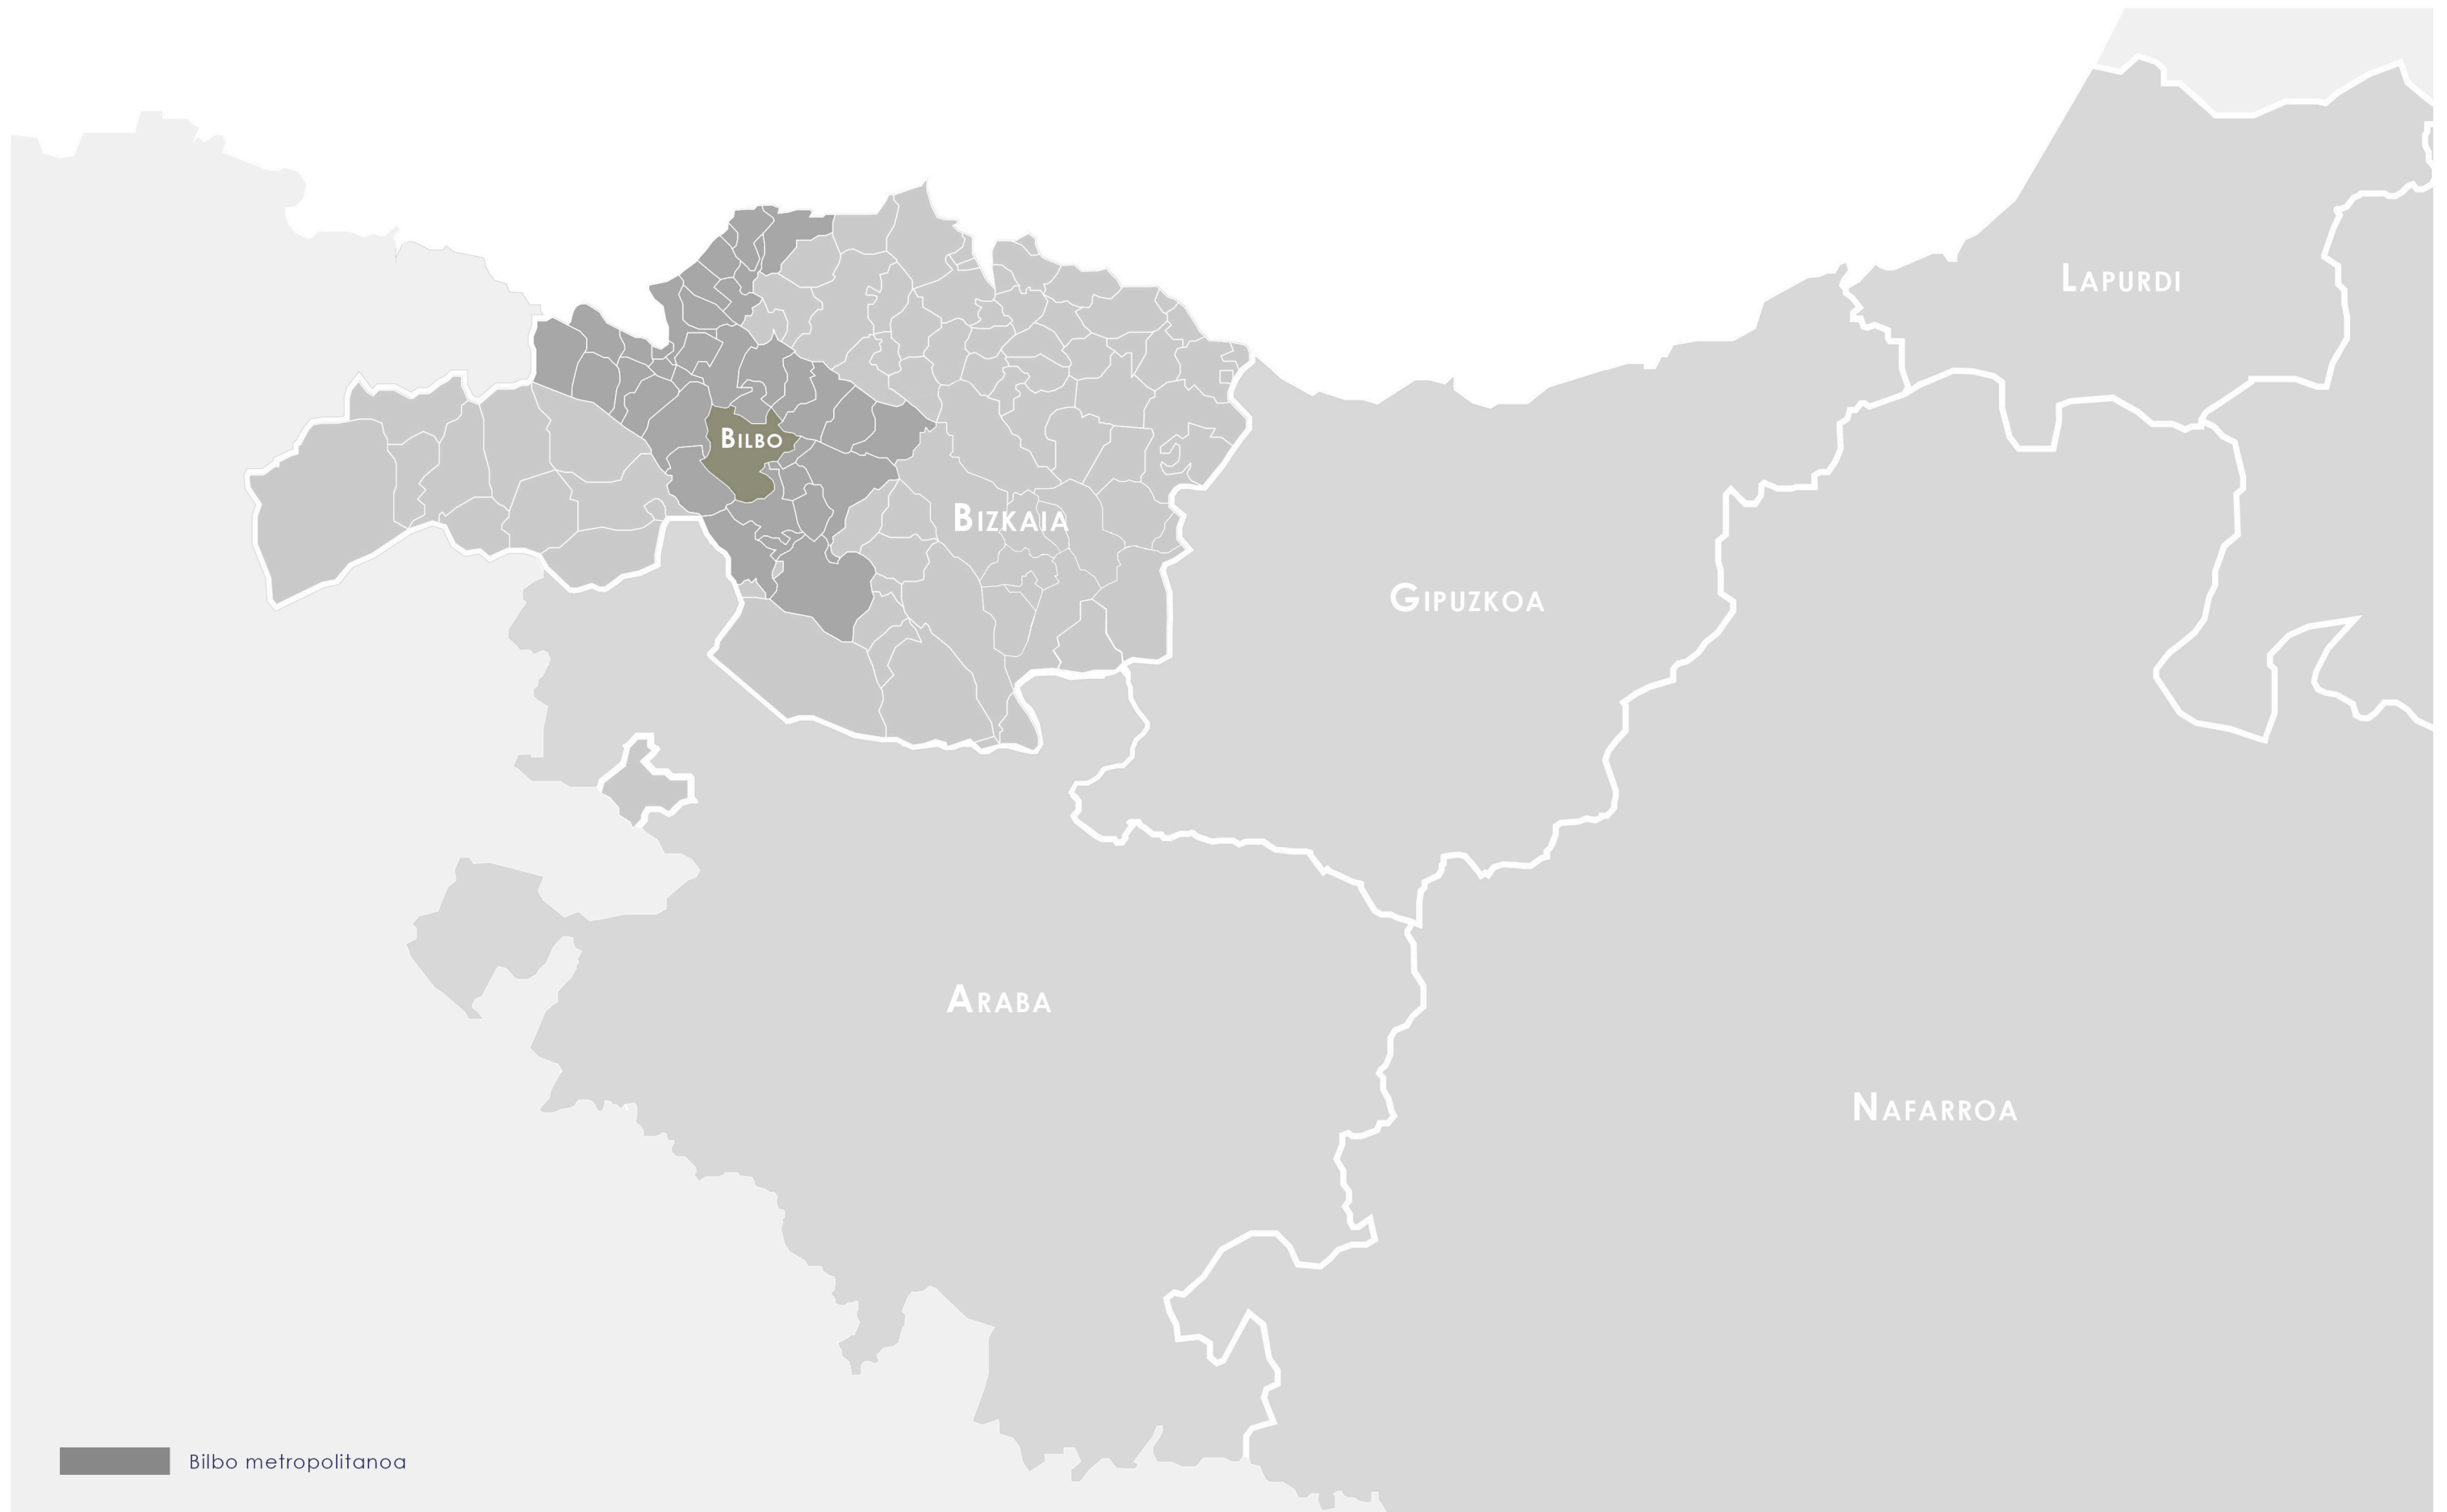 Lapurdi
Bilbo
Bizkaia
Gipuzkoa
Araba
Nafarroa
Bilbo metropolitanoa